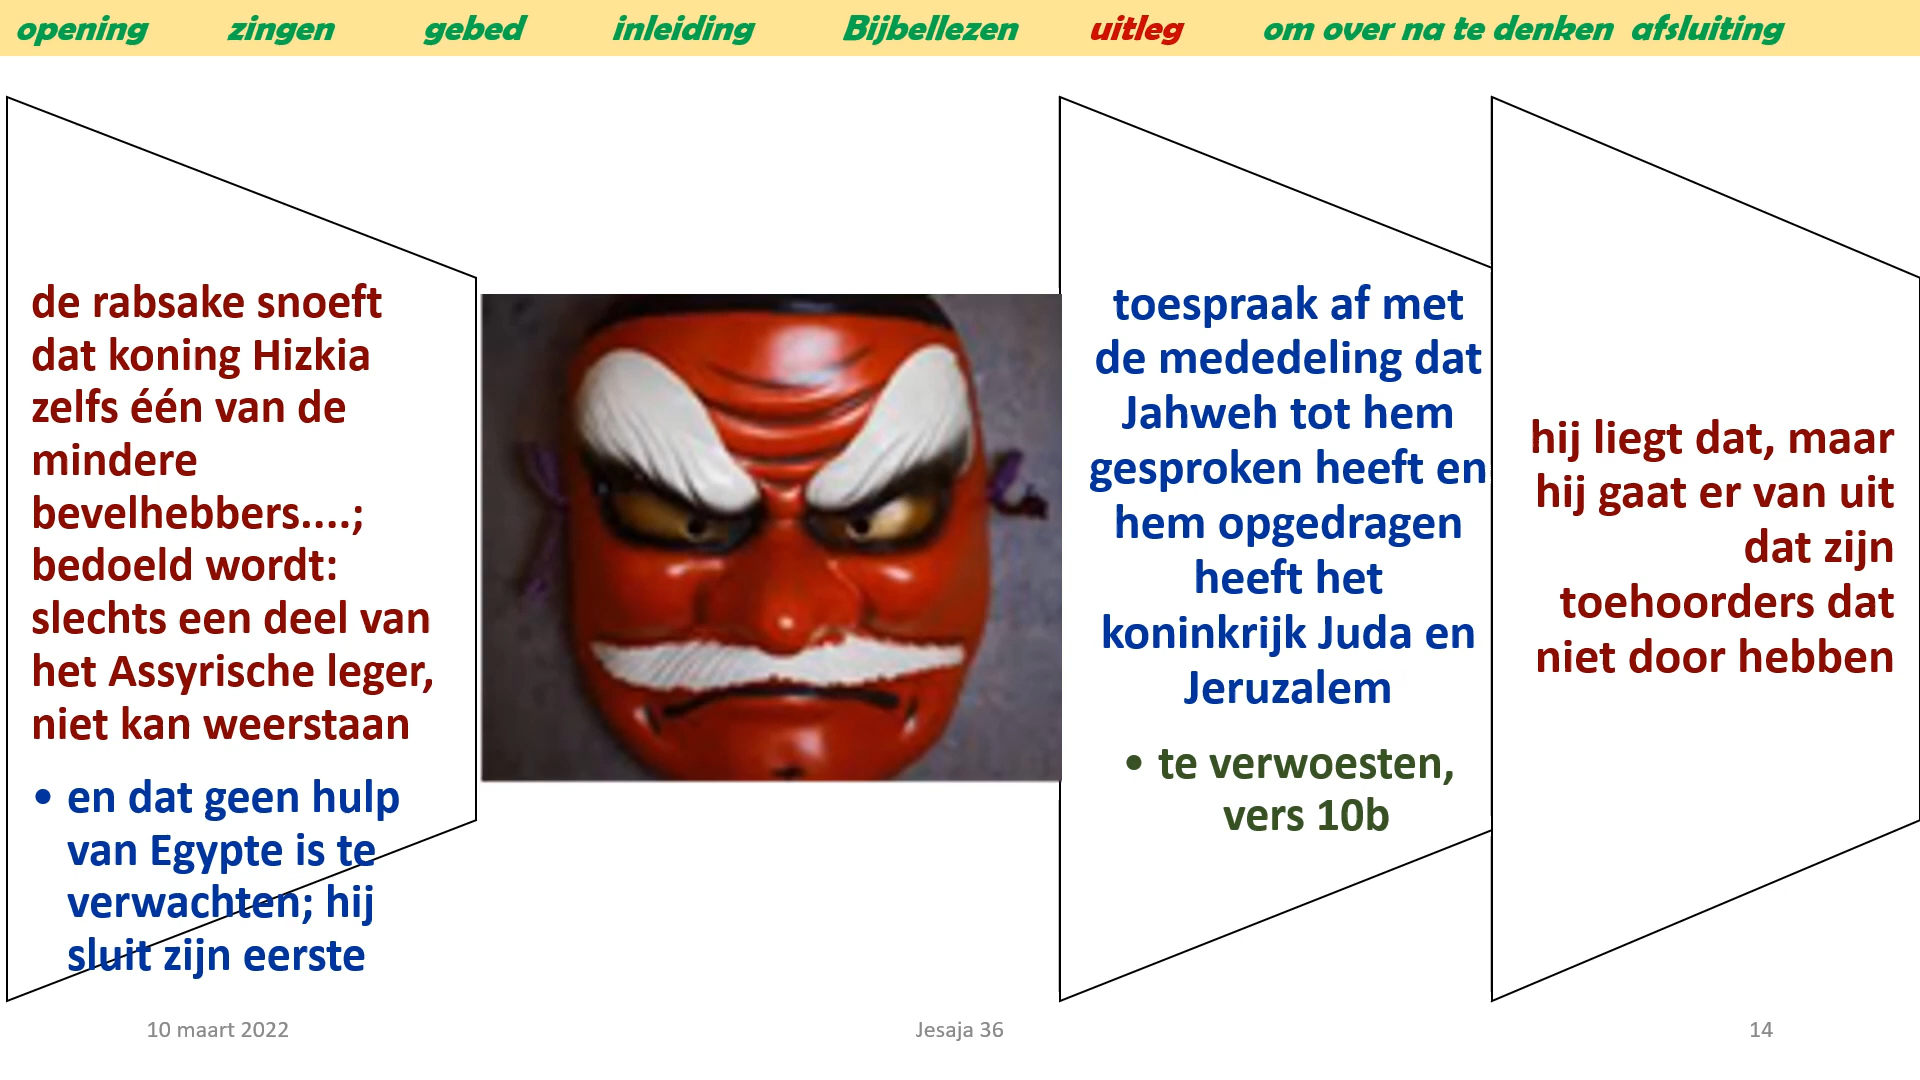 opening zingen gebed inleiding Bijbellezen uitleg om over na te denken afsluiting
de rabsake snoeft
dat koning Hizkia
zelfs één van de
mindere
bevelhebbers....;
bedoeld wordt:
slechts een deel van
het Assyrische leger,
niet kan weerstaan
• en dat geen hulp
van Egypte is te
verwachten; hij
sluit zijn eerste
toespraak af met
de mededeling dat
Jahweh tot hem
gesproken heeft en
hem opgedragen
heeft het
koninkrijk Juda en
Jeruzalem
• te verwoesten,
vers 10b
hij liegt dat, maar
hij gaat er van uit
dat zijn
toehoorders dat
niet door hebben
10 maart 2022
Jesaja 36
14